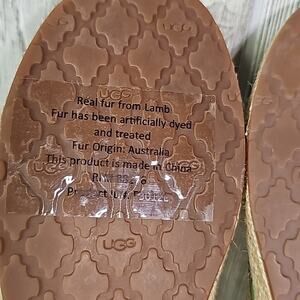 UGG
UGG
Real fur from Lamb
Fur has been artificially dyed
and treated
Fur Origin: Australia
This product is made in China
UGG
UGG